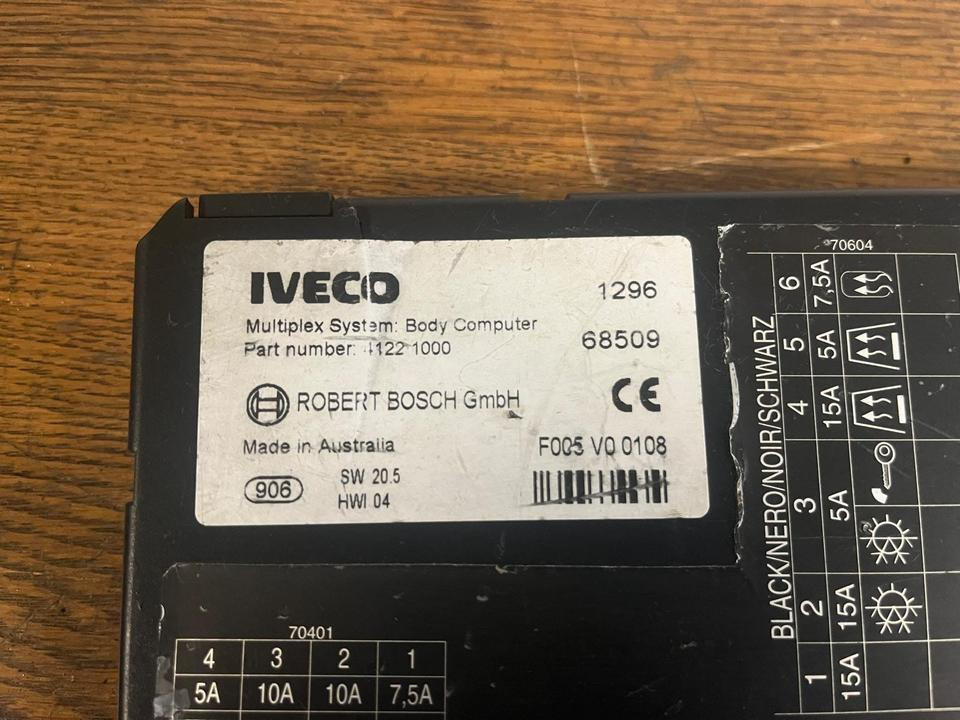 IVECO
1296
Multiplex System: Body Computer
68509
Part number: 4122 1000
ROBERT BOSCH GmbH
CE
Made in Australia
F005 V0 0108
906
SW 20.5
HWI 04
70604
BLACK/NERO/NOIR/SCHWARZ
6 7,5A
5 5A
4 15A
3 5A
2 15A
1 15A
70401
4 3 2 1
5A 10A 10A 7,5A